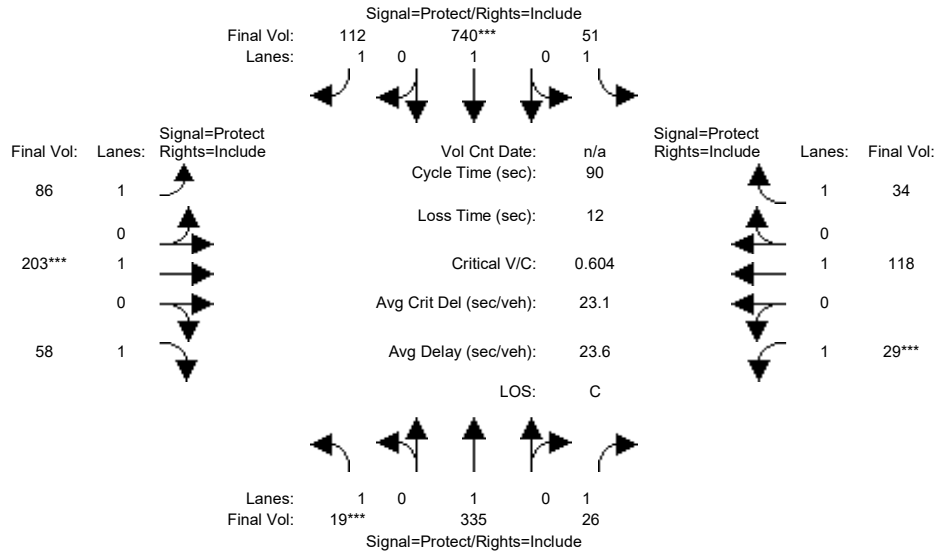 Signal=Protect/Rights=Include
Final Vol: 112 740*** 51
Lanes: 1 0 1 0 1
Signal=Protect
Final Vol: Lanes: Rights=Include
Vol Cnt Date: n/a
Signal=Protect
Rights=Include Lanes: Final Vol:
Cycle Time (sec): 90
86 1
1 34
Loss Time (sec): 12
0
0
203*** 1
Critical V/C: 0.604
1 118
0
Avg Crit Del (sec/veh): 23.1
0
58 1
Avg Delay (sec/veh): 23.6
1 29***
LOS: C
Lanes: 1 0 1 0 1
Final Vol: 19*** 335 26
Signal=Protect/Rights=Include